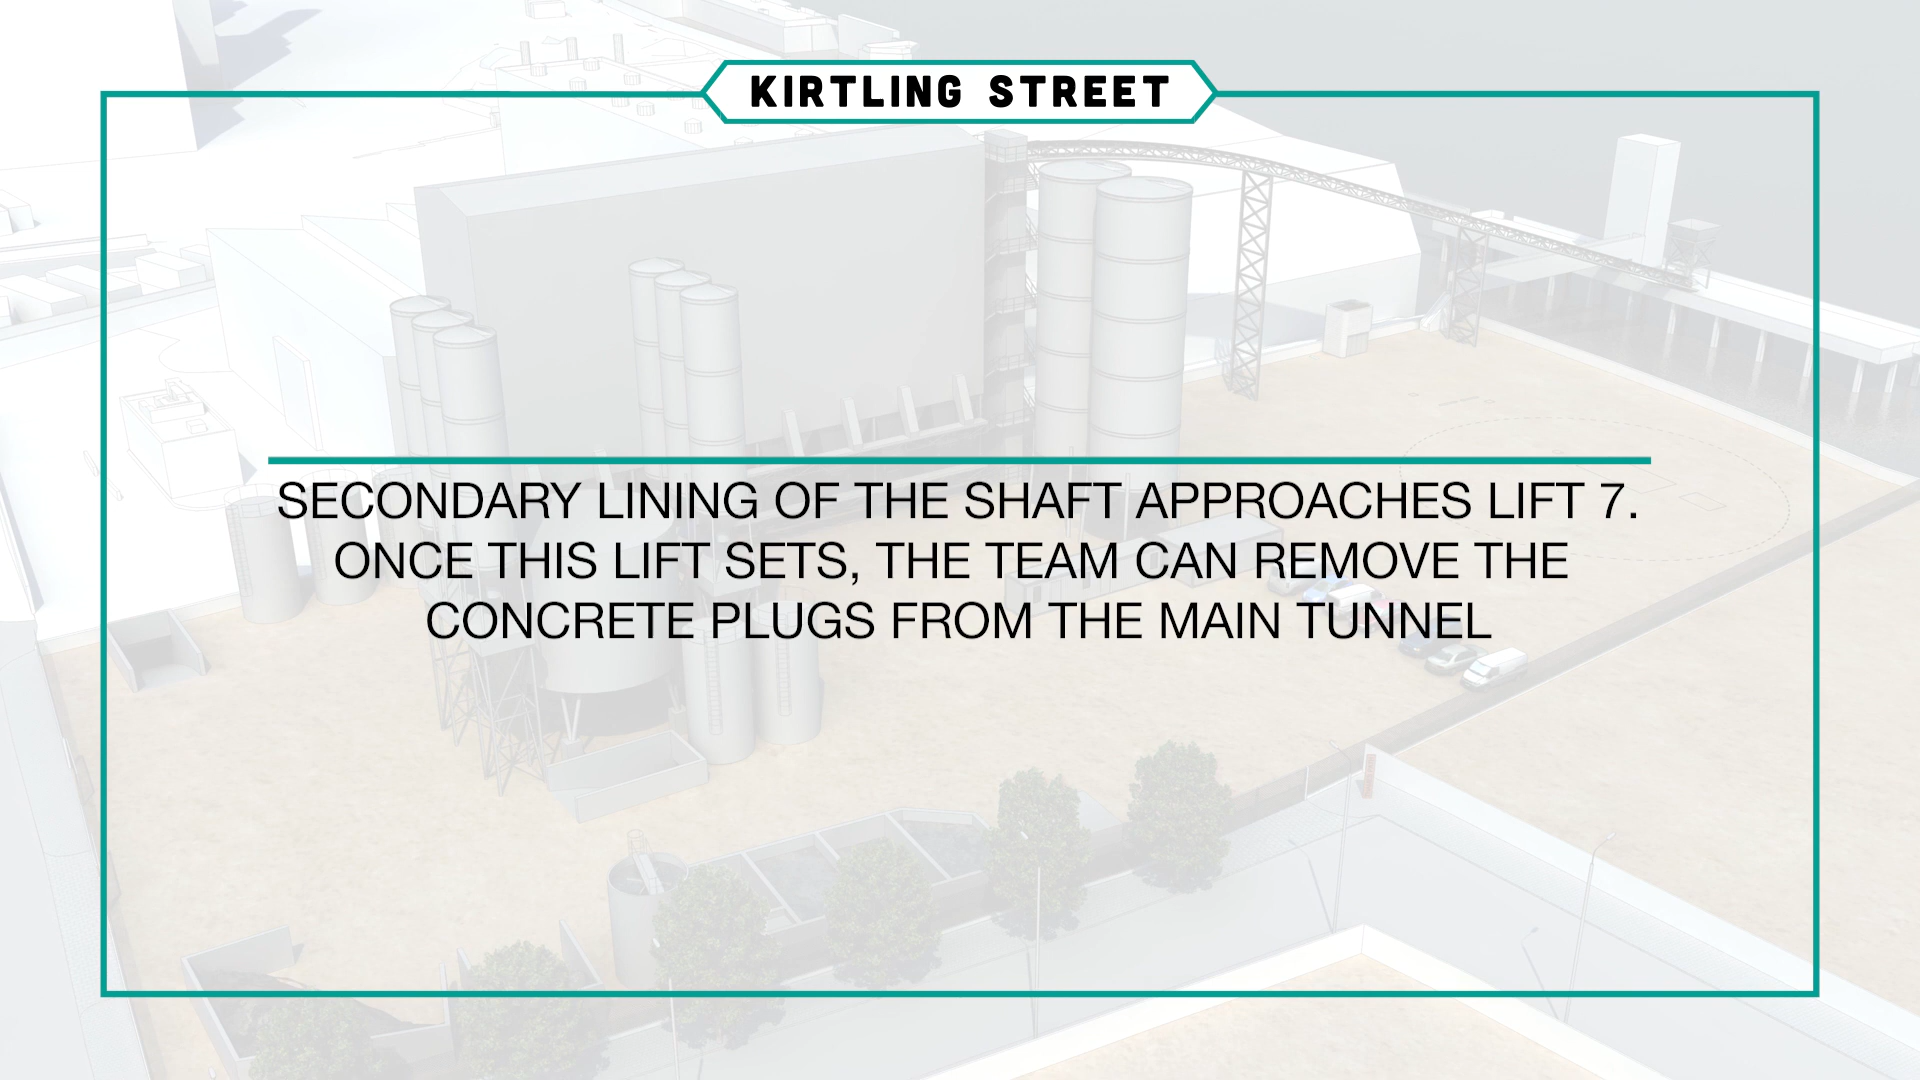 KIRTLING STREET
SECONDARY LINING OF THE SHAFT APPROACHES LIFT 7.
ONCE THIS LIFT SETS, THE TEAM CAN REMOVE THE
CONCRETE PLUGS FROM THE MAIN TUNNEL